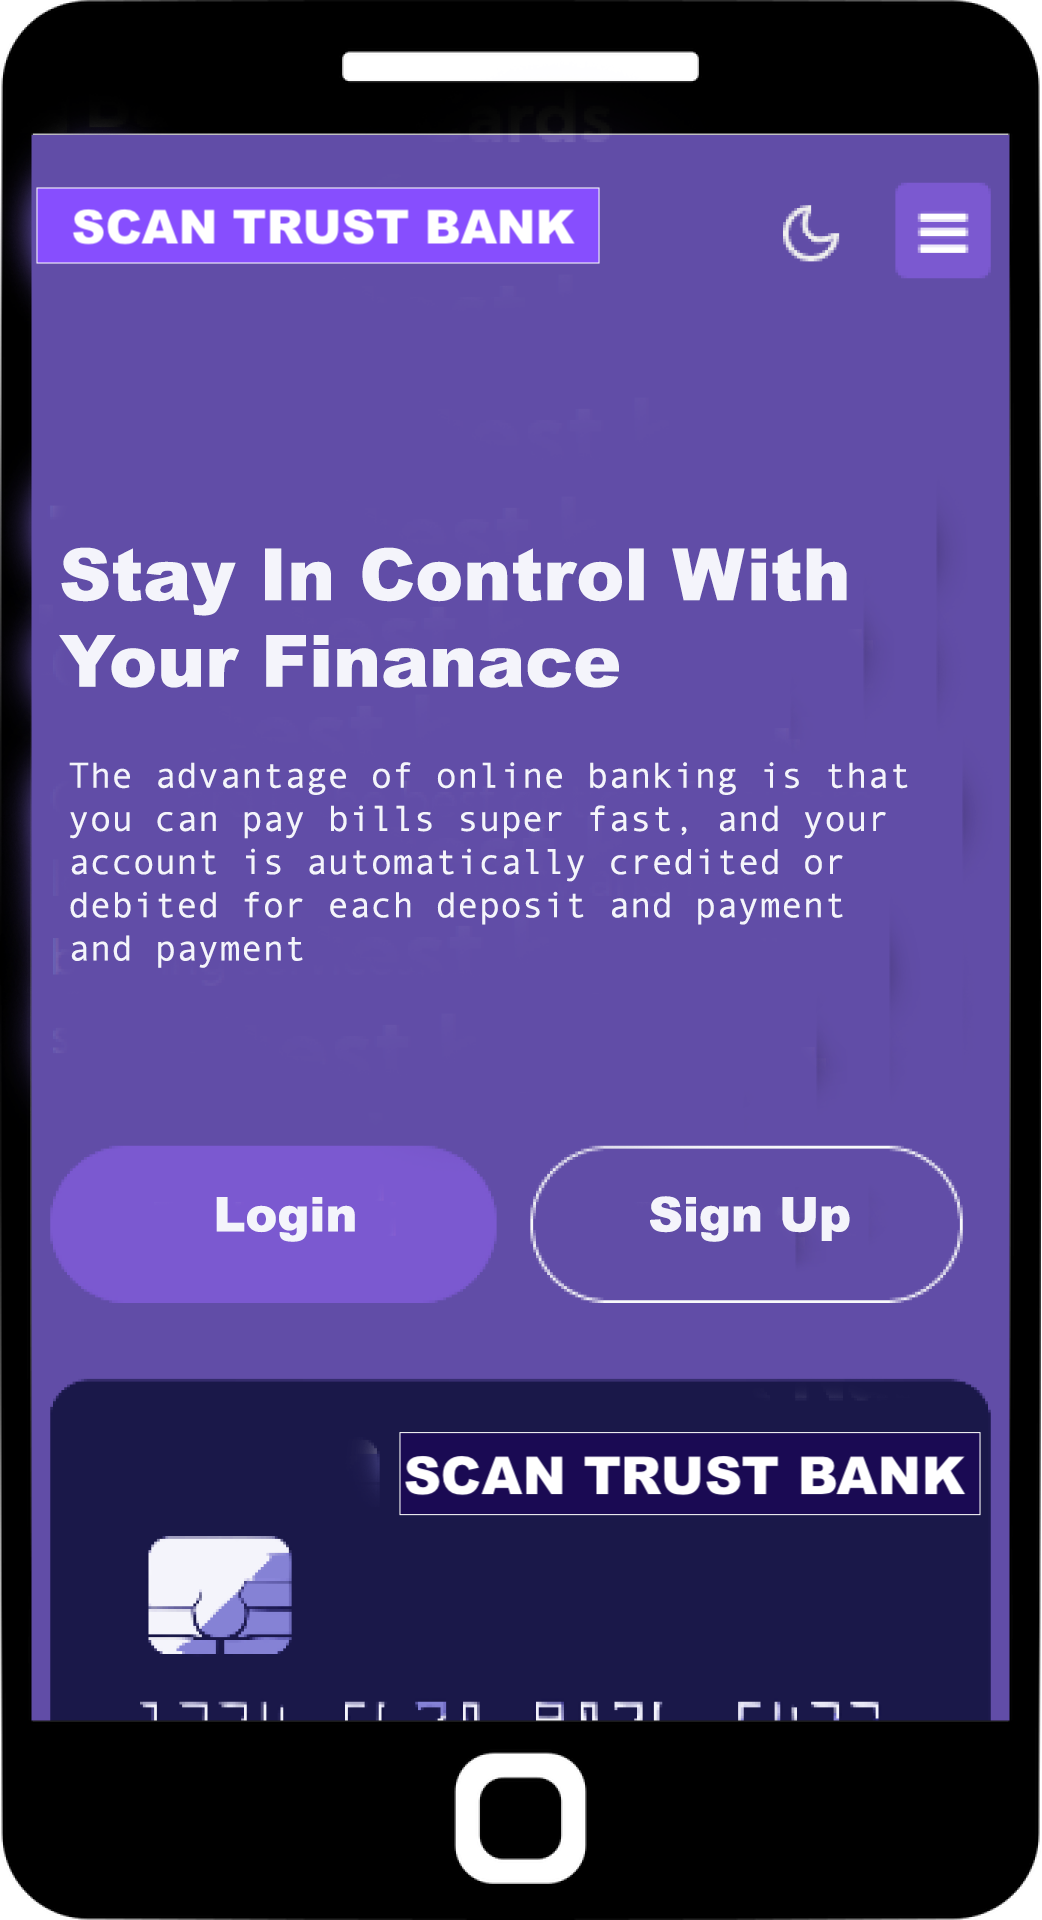 SCAN TRUST BANK
Stay In Control With
Your Finanace
The advantage of online banking is that
you can pay bills super fast, and your
account is automatically credited or
debited for each deposit and payment
and payment
Login
Sign Up
SCAN TRUST BANK